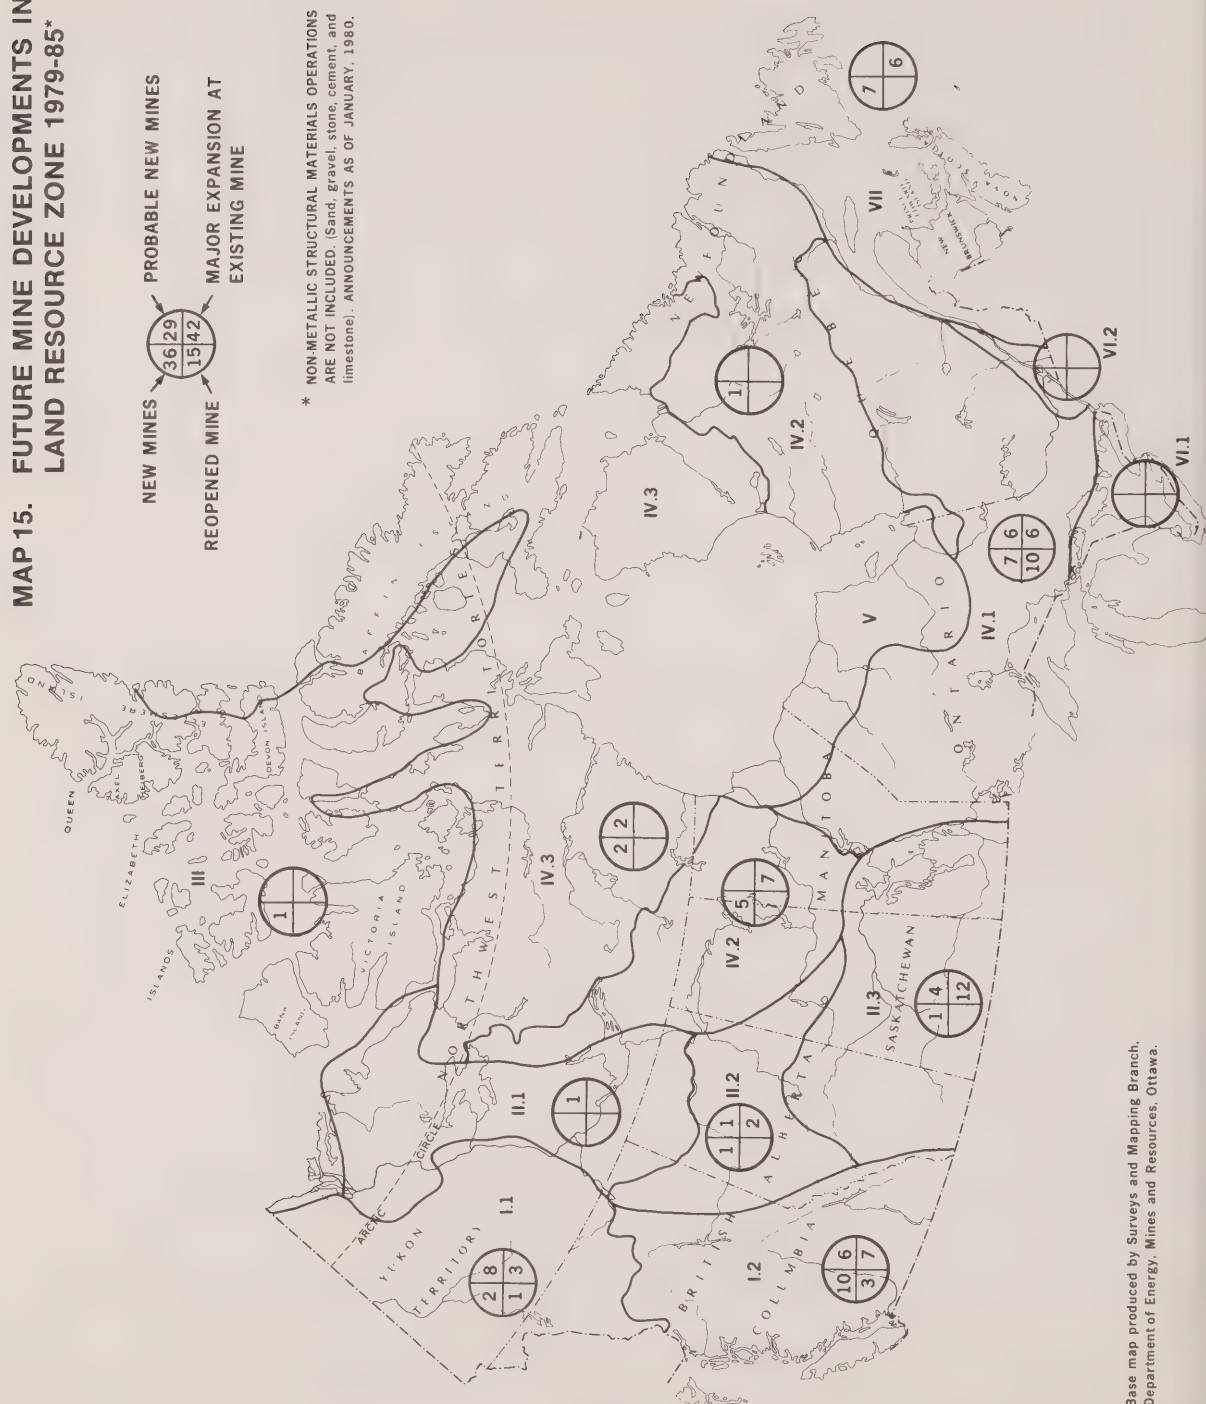 MAP 15. FUTURE MINE DEVELOPMENTS IN
LAND RESOURCE ZONE 1979-85*
NEW MINES
PROBABLE NEW MINES
36 29
15 42
REOPENED MINE
MAJOR EXPANSION AT
EXISTING MINE
* NON-METALLIC STRUCTURAL MATERIALS OPERATIONS
ARE NOT INCLUDED. (Sand, gravel, stone, cement, and
limestone). ANNOUNCEMENTS AS OF JANUARY, 1980.
QUEEN
ELIZABETH
ISLANDS
AXEL
HEIBERG
DEVON ISLAND
III
1
VICTORIA
ISLAND
BAFFIN
ARCTIC
CIRCLE
NORTHWEST TERRITORIES
YUKON
TERRITORY
I.1
2 8
1 3
II.1
1
IV.3
2 2
IV.3
NEWFOUNDLAND
1
IV.2
QUEBEC
7
6
VII
NEW
BRUNSWICK
NOVA
BRITISH
COLUMBIA
I.2
10 6
3 7
II.2
1 1
2
ALBERTA
IV.2
5
7
MANITOBA
II.3
SASKATCHEWAN
1 4
12
V
ONTARIO
IV.1
7 6
10 6
VI.2
VI.1
Base map produced by Surveys and Mapping Branch,
Department of Energy, Mines and Resources, Ottawa.